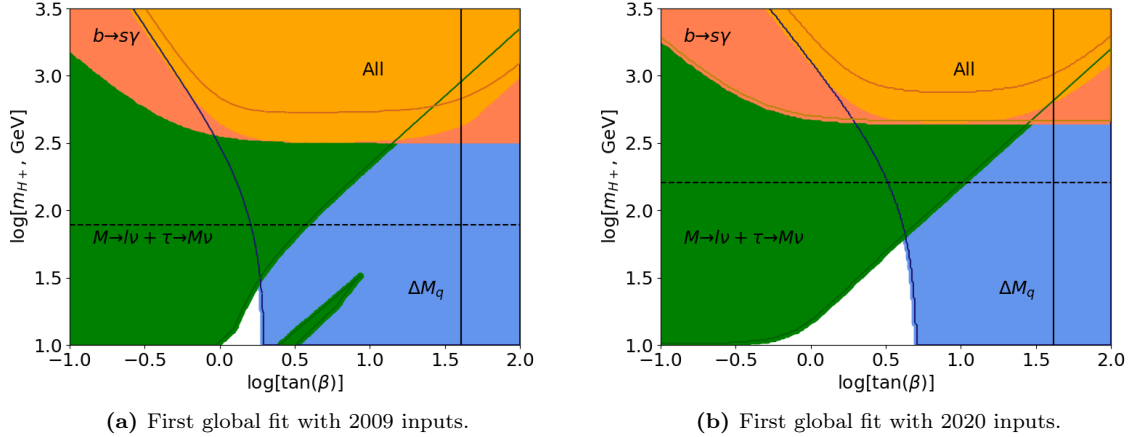 3.5
3.0
2.5
2.0
1.5
1.0
log[m_{H+}, GeV]
b→sγ
All
M→lν + τ→Mν
ΔM_q
−1.0 −0.5 0.0 0.5 1.0 1.5 2.0
log[tan(β)]
(a) First global fit with 2009 inputs.
3.5
3.0
2.5
2.0
1.5
1.0
log[m_{H+}, GeV]
b→sγ
All
M→lν + τ→Mν
ΔM_q
−1.0 −0.5 0.0 0.5 1.0 1.5 2.0
log[tan(β)]
(b) First global fit with 2020 inputs.